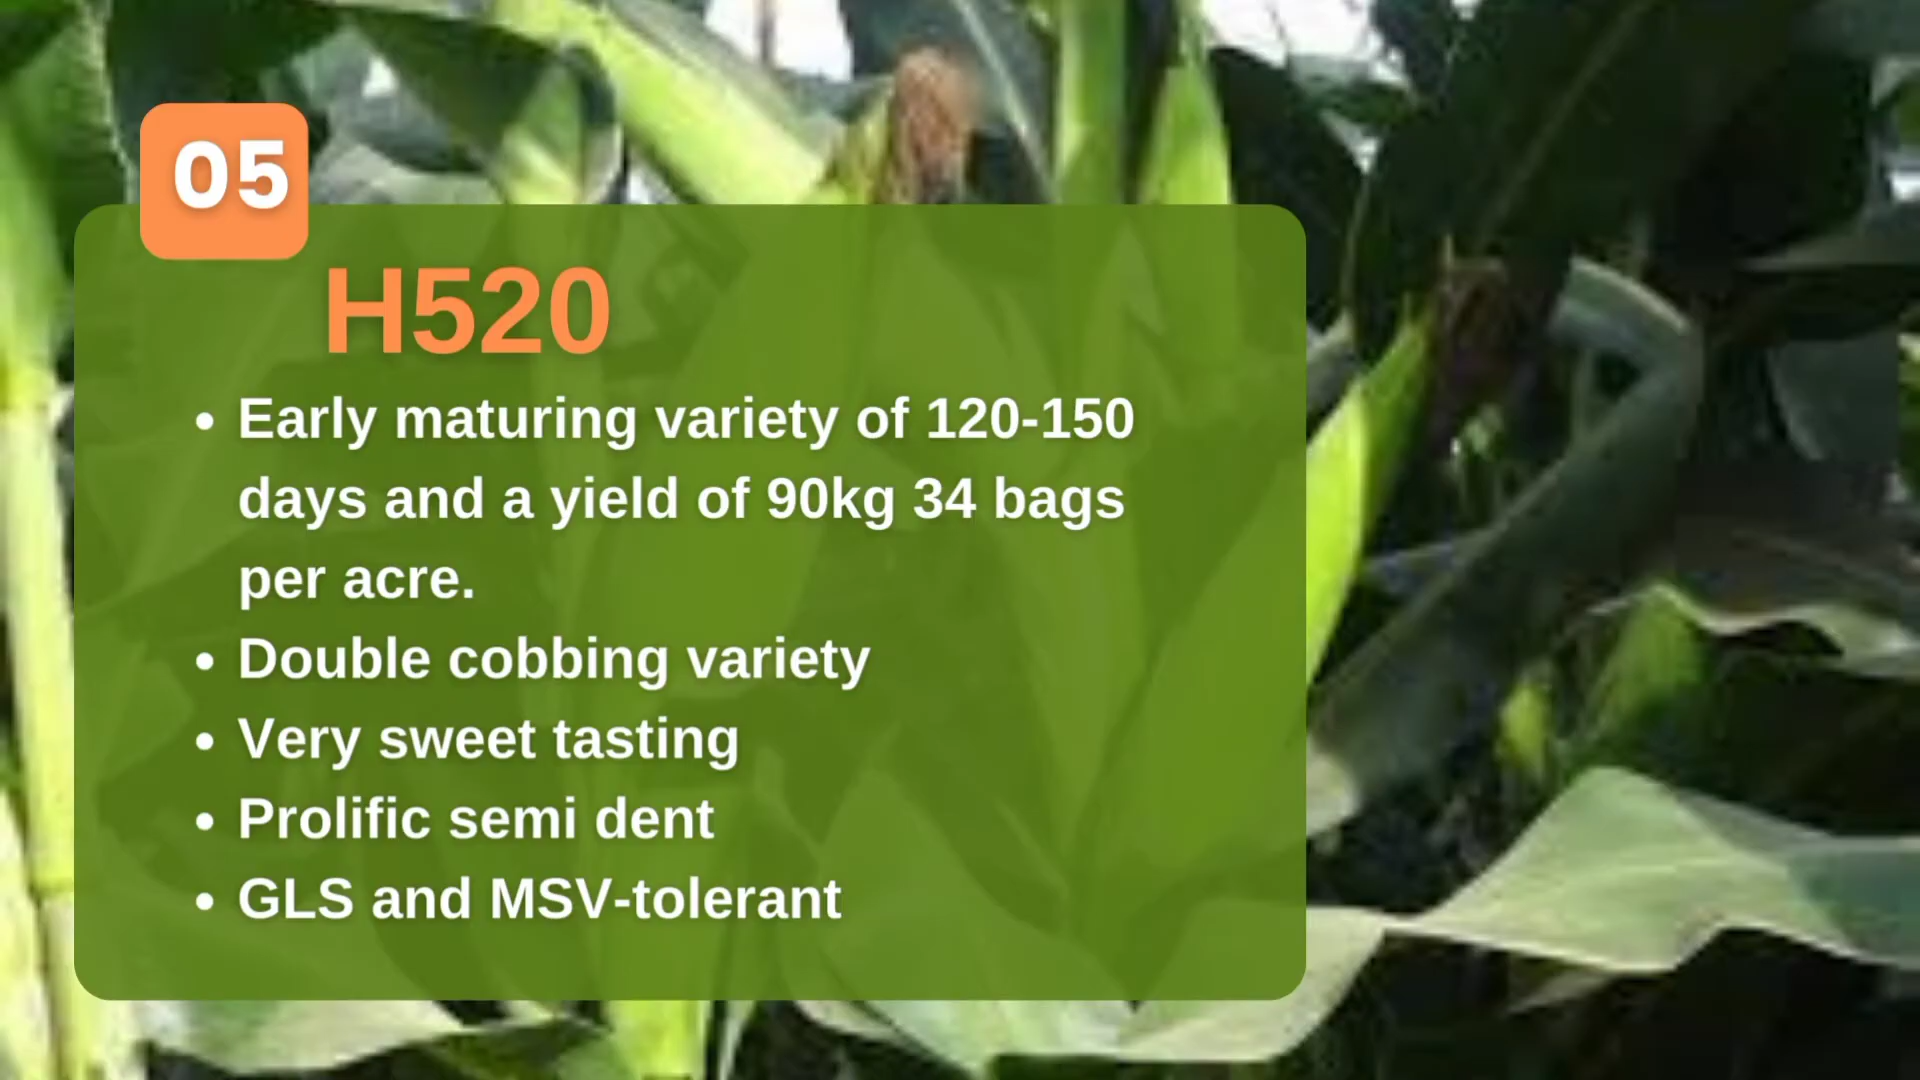 05
H520
• Early maturing variety of 120-150
days and a yield of 90kg 34 bags
per acre.
• Double cobbing variety
• Very sweet tasting
• Prolific semi dent
• GLS and MSV-tolerant